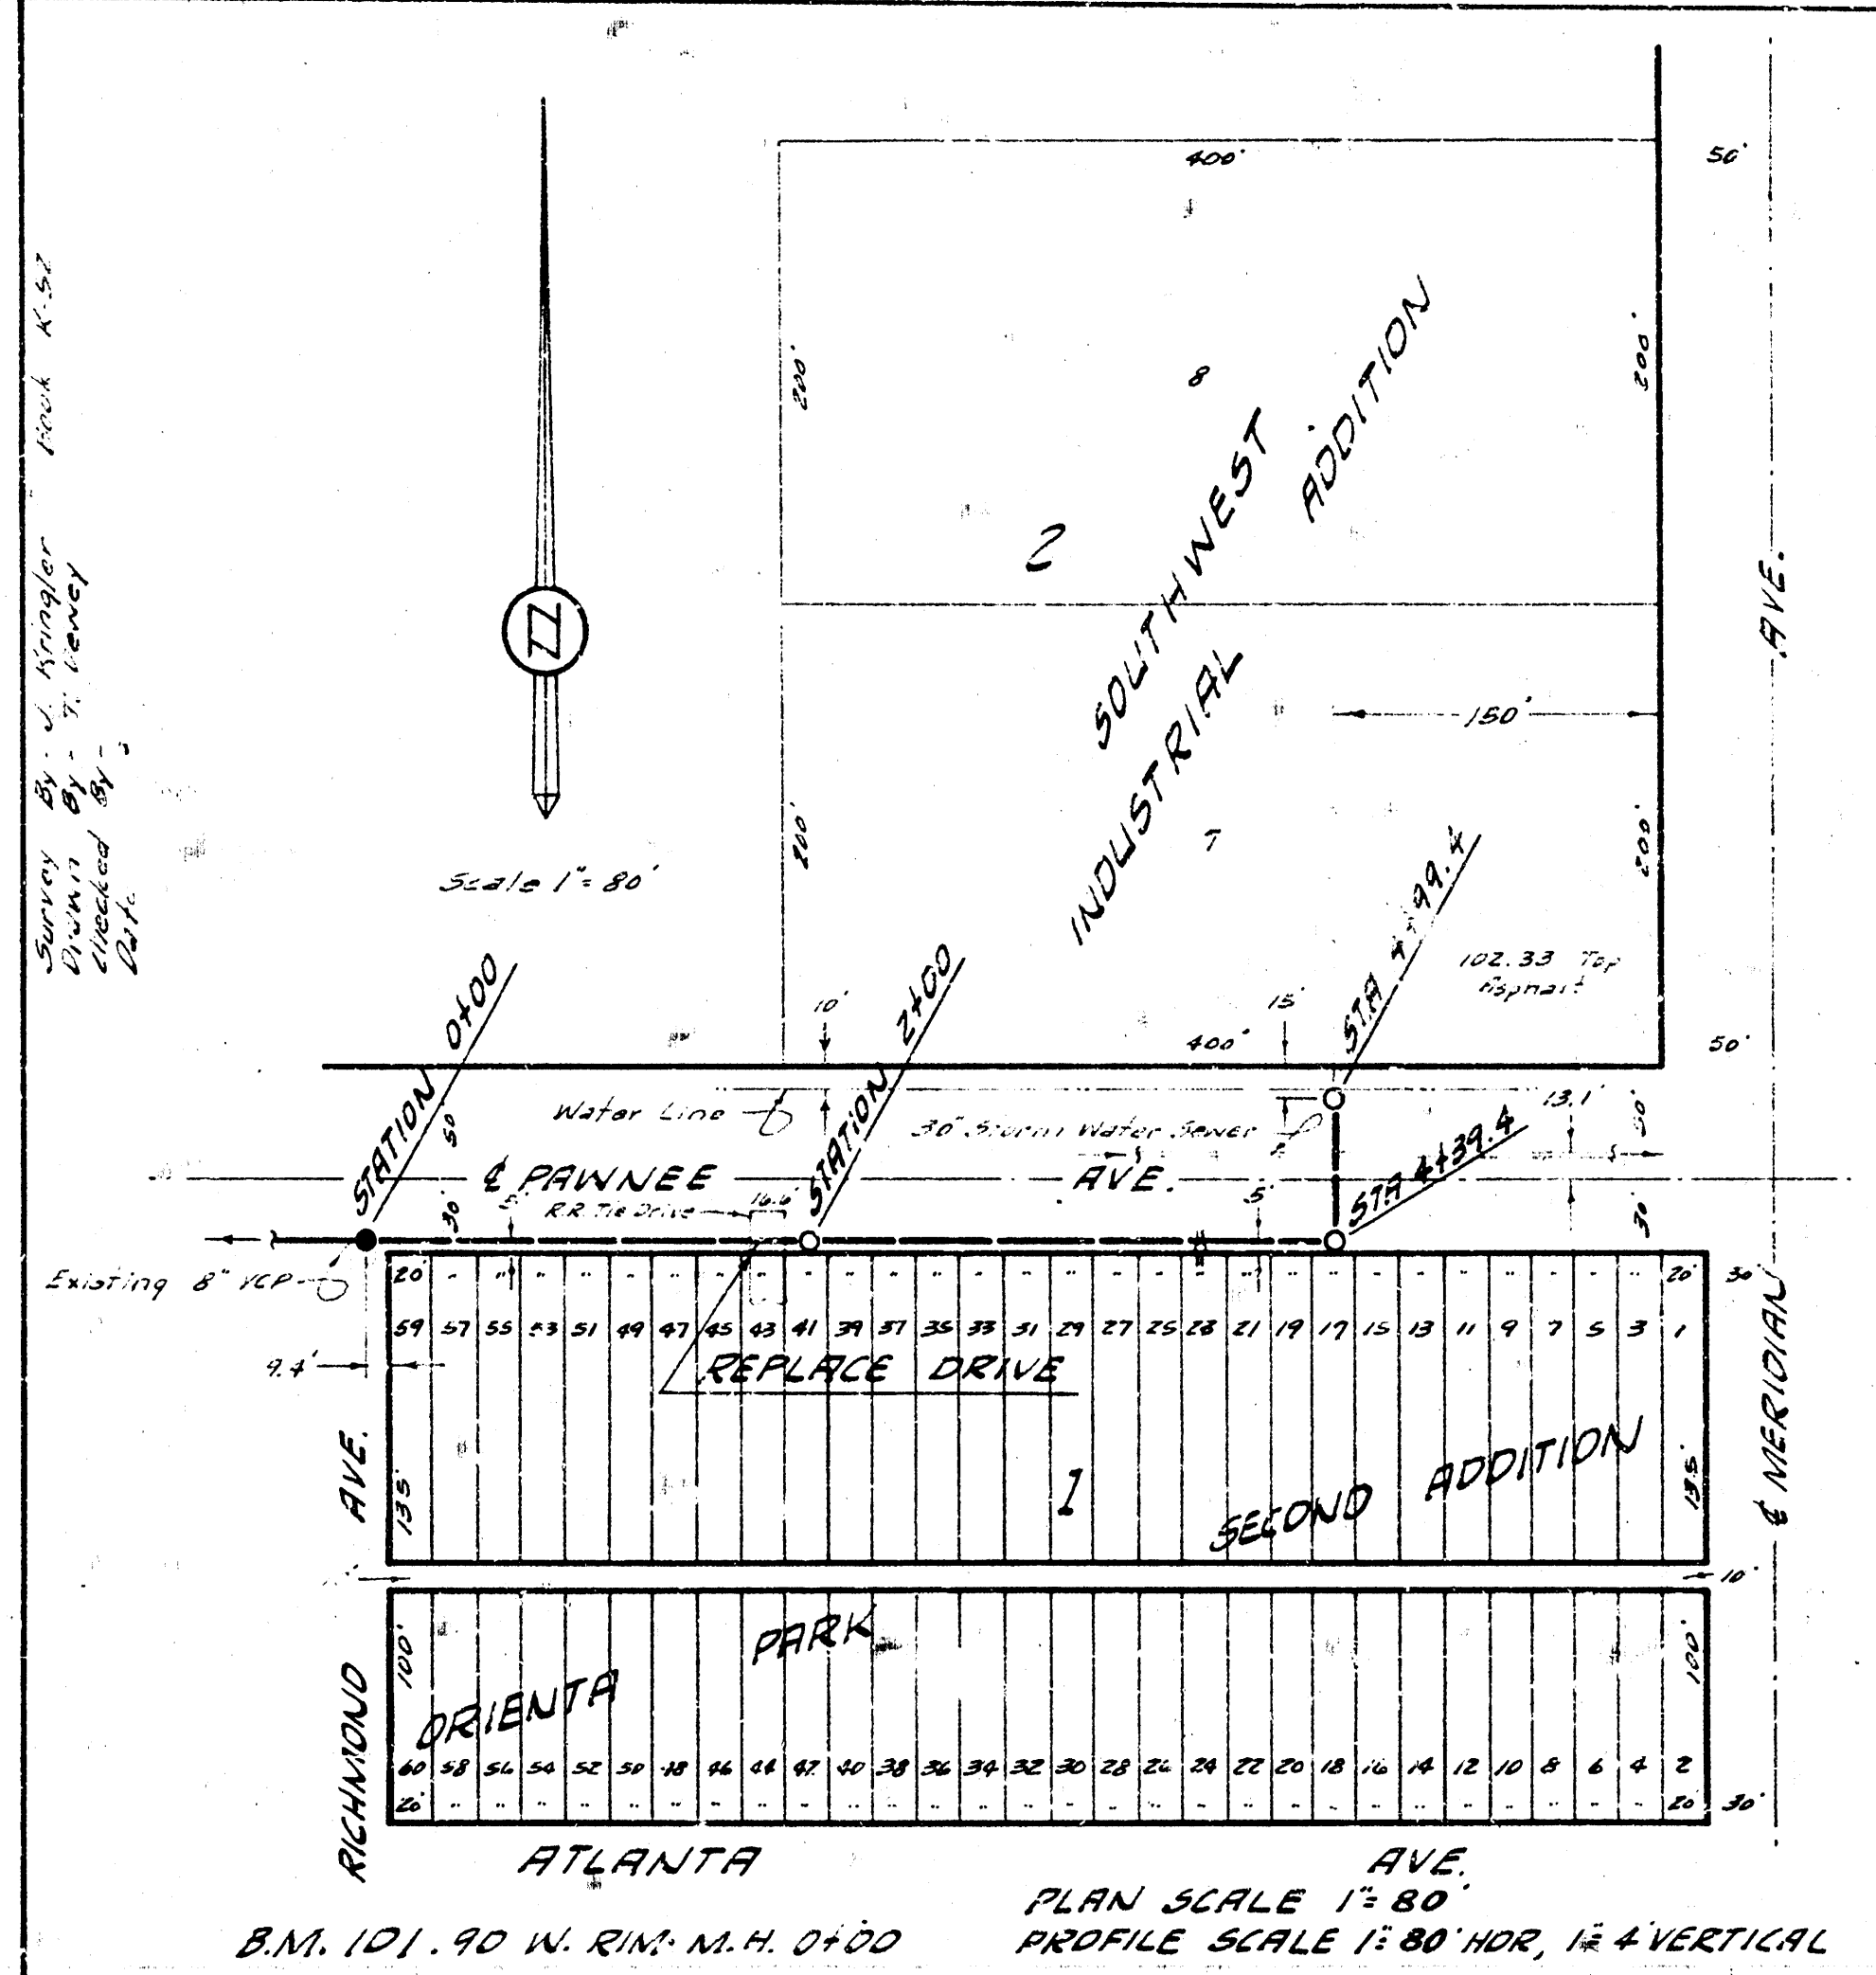 Survey By - J. Kringler Book K-52
Drawn By - T. Veney
Checked By -
Date
400'
50'
200'
200'
8
SOUTHWEST
INDUSTRIAL
ADDITION
2
N
150'
AVE.
Scale 1" = 80'
200'
200'
7
102.33 Top
Asphalt
10'
15'
400'
50'
STATION 0+00
STATION 2+00
STA 4+99.4
STA 4+39.4
Water Line
30" Storm Water Sewer
13.1'
50'
50'
℄ PAWNEE AVE.
R.R. Tie Drive
16.6'
5'
5'
30'
30'
Existing 8" VCP
20' 20' 30'
59 57 55 53 51 49 47 45 43 41 39 37 35 33 31 29 27 25 23 21 19 17 15 13 11 9 7 5 3 1
9.4'
REPLACE DRIVE
1
SECOND ADDITION
135'
135'
℄ MERIDIAN
10'
100'
100'
ORIENTA PARK
RICHMOND AVE.
60 58 56 54 52 50 48 46 44 42 40 38 36 34 32 30 28 26 24 22 20 18 16 14 12 10 8 6 4 2
20' 20' 30'
ATLANTA AVE.
PLAN SCALE 1" = 80'
B.M. 101.90 W. RIM. M.H. 0+00
PROFILE SCALE 1" = 80' HOR, 1" = 4' VERTICAL